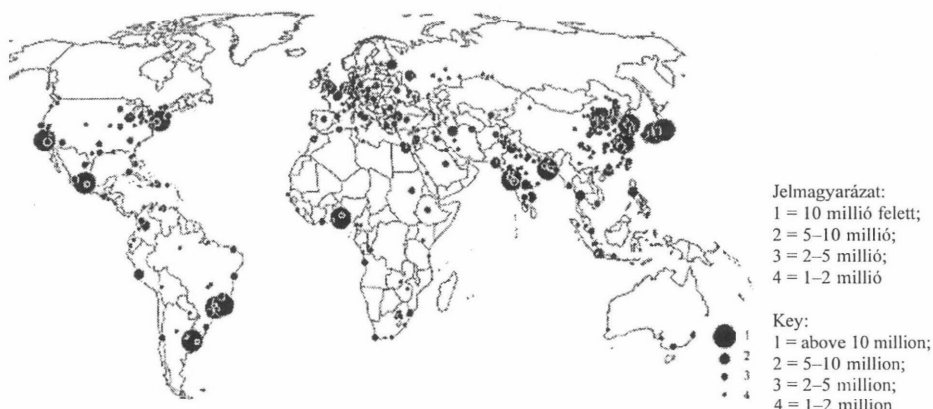 Jelmagyarázat:
1 = 10 millió felett;
2 = 5–10 millió;
3 = 2–5 millió;
4 = 1–2 millió
Key:
1 = above 10 million;
2 = 5–10 million;
3 = 2–5 million;
4 = 1–2 million
1
2
3
4